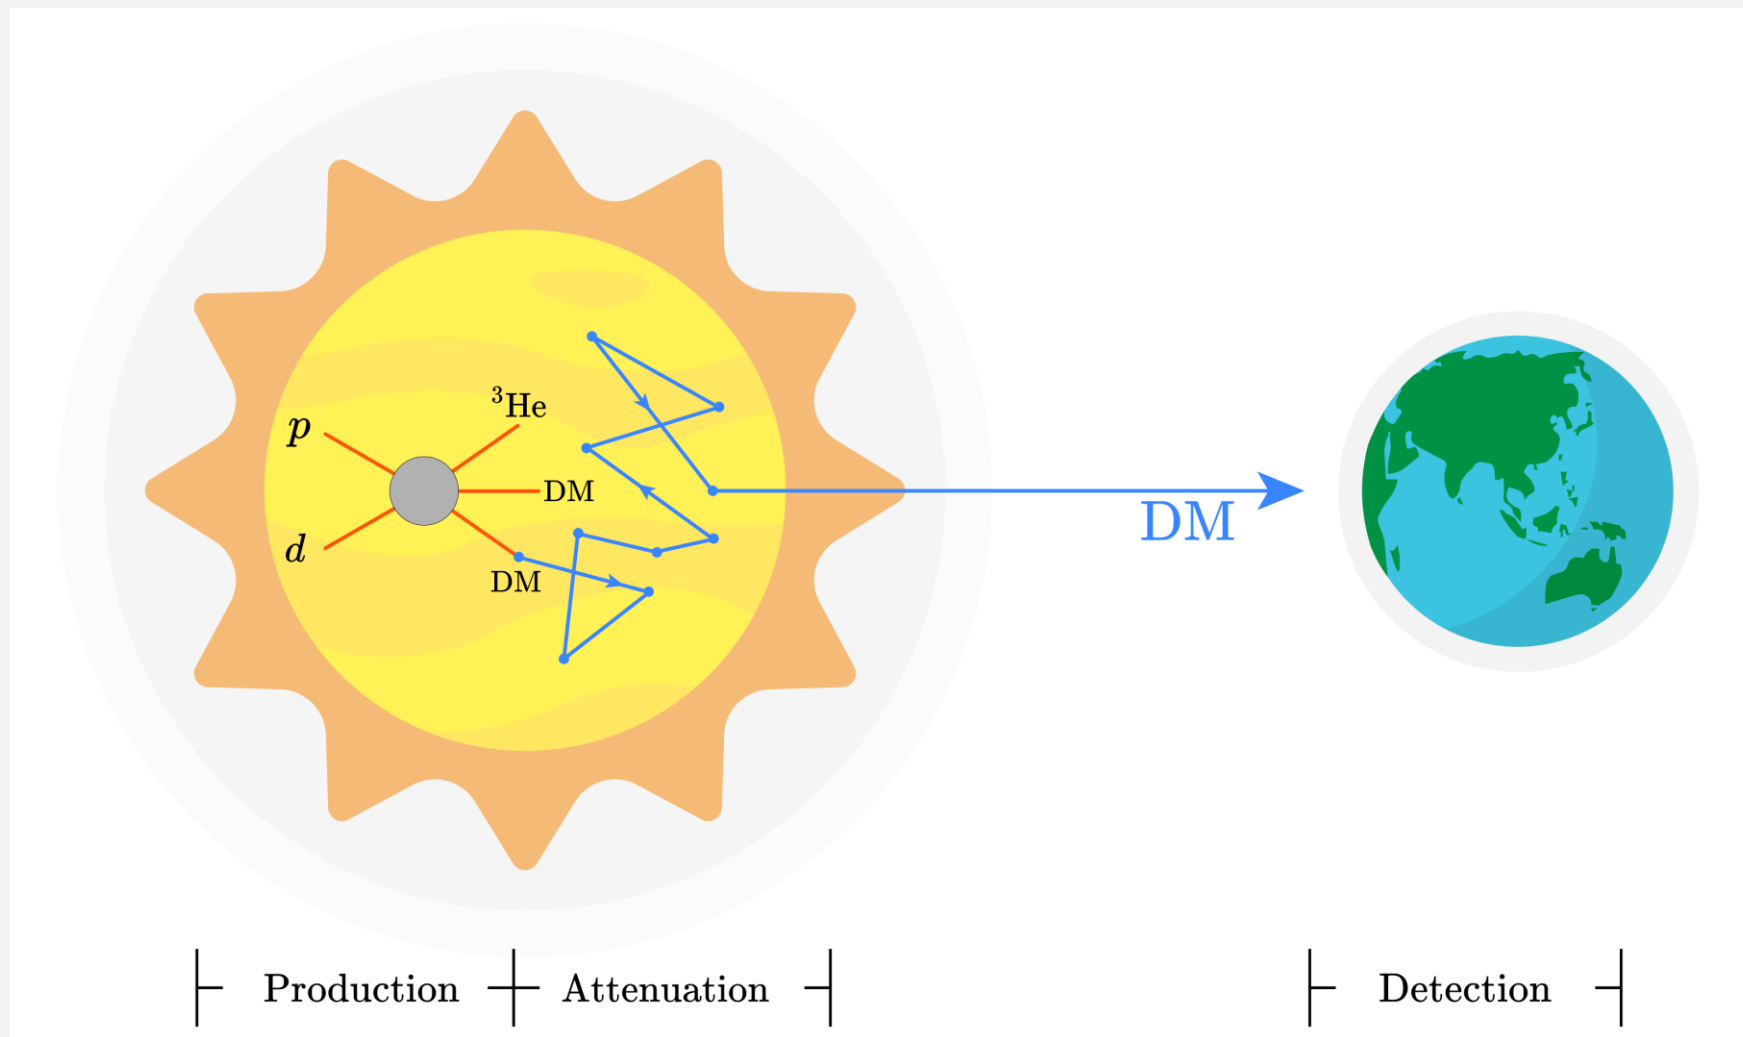 p
d
³He
DM
DM
DM
Production
Attenuation
Detection